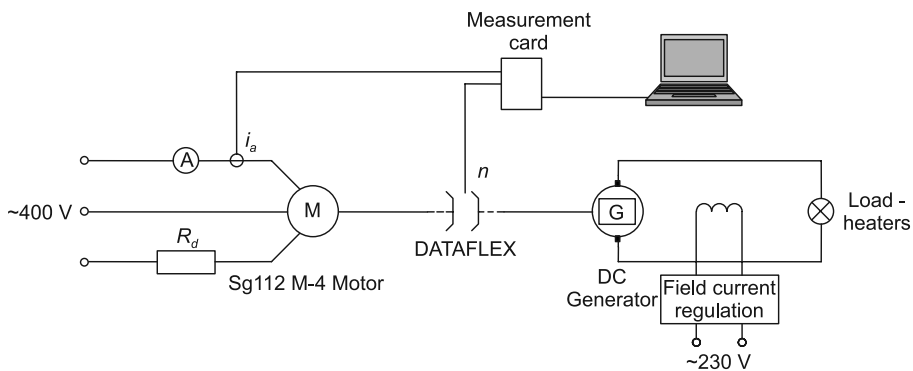 Measurement
card
i_a
A
n
~400 V
M
G
Load -
heaters
R_d
DATAFLEX
Sg112 M-4 Motor
DC
Generator
Field current
regulation
~230 V